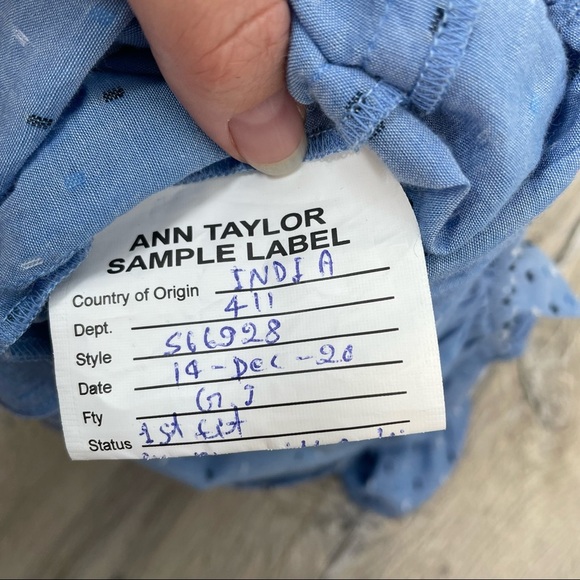 ANN TAYLOR
SAMPLE LABEL
Country of Origin INDIA
Dept. 411
Style 566928
Date 14-Dec-20
Fty G.J
Status 1st fit